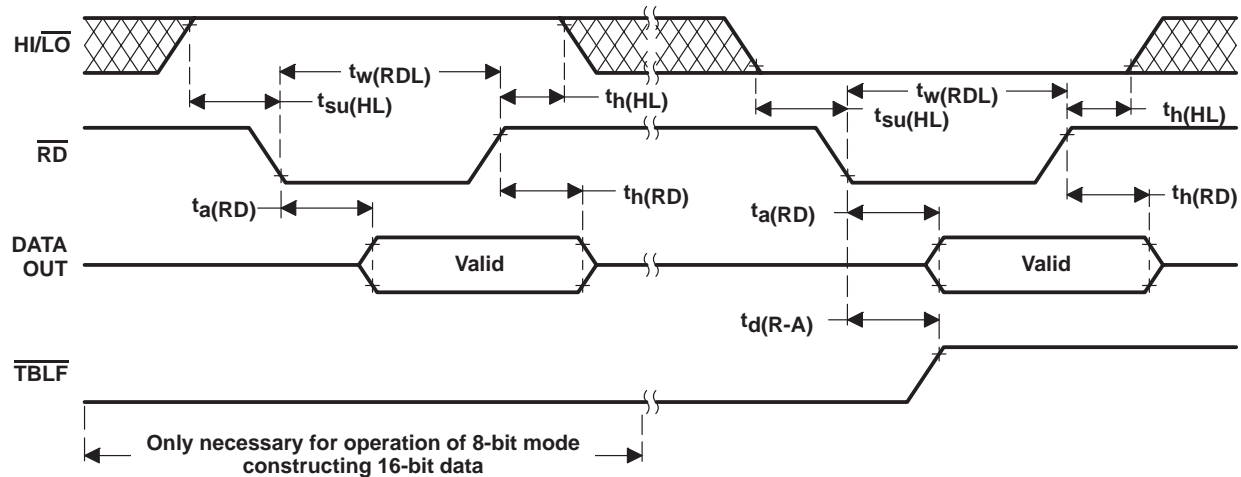 HI/LO
tw(RDL)
tsu(HL)
th(HL)
tw(RDL)
tsu(HL)
th(HL)
RD
ta(RD)
th(RD)
ta(RD)
th(RD)
DATA
OUT
Valid
Valid
td(R-A)
TBLF
Only necessary for operation of 8-bit mode
constructing 16-bit data